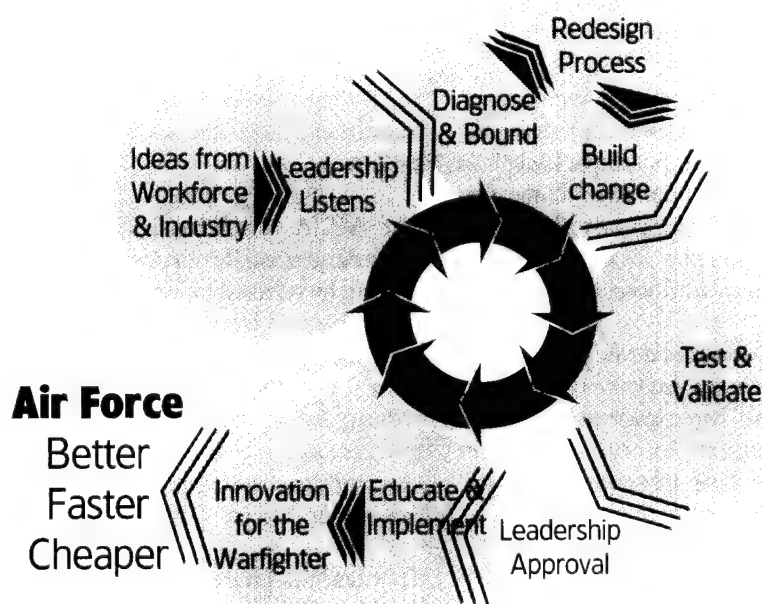 Ideas from
Workforce
& Industry
Leadership
Listens
Diagnose
& Bound
Redesign
Process
Build
change
Test &
Validate
Leadership
Approval
Educate &
Implement
Innovation
for the
Warfighter
Air Force
Better
Faster
Cheaper